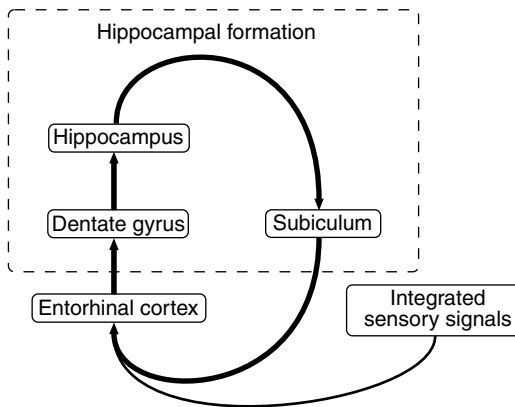 Hippocampal formation
Hippocampus
Dentate gyrus
Subiculum
Entorhinal cortex
Integrated
sensory signals